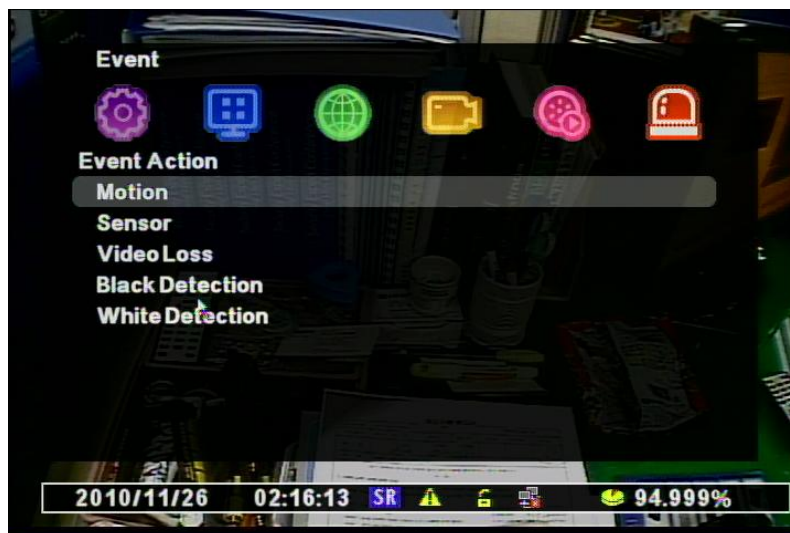 Event
Event Action
Motion
Sensor
Video Loss
Black Detection
White Detection
2010/11/26 02:16:13 SR 94.999%